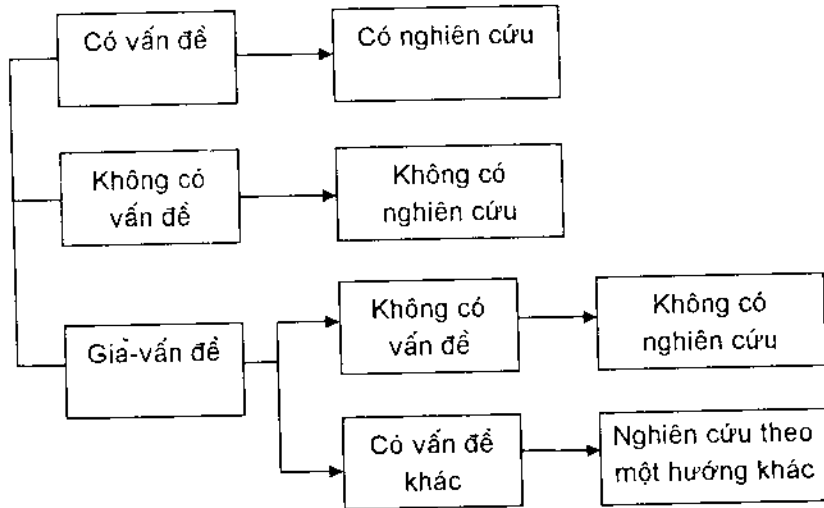 Có vấn đề
Có nghiên cứu
Không có
vấn đề
Không có
nghiên cứu
Giả-vấn đề
Không có
vấn đề
Không có
nghiên cứu
Có vấn đề
khác
Nghiên cứu theo
một hướng khác